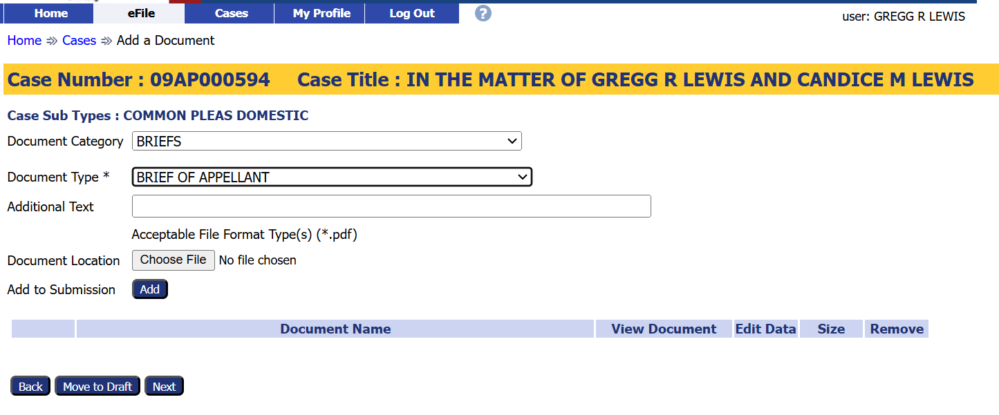 Home eFile Cases My Profile Log Out ? user: GREGG R LEWIS
Home Cases Add a Document
Case Number : 09AP000594 Case Title : IN THE MATTER OF GREGG R LEWIS AND CANDICE M LEWIS
Case Sub Types : COMMON PLEAS DOMESTIC
Document Category BRIEFS
Document Type * BRIEF OF APPELLANT
Additional Text
Acceptable File Format Type(s) (*.pdf)
Document Location Choose File No file chosen
Add to Submission Add
Document Name View Document Edit Data Size Remove
Back Move to Draft Next